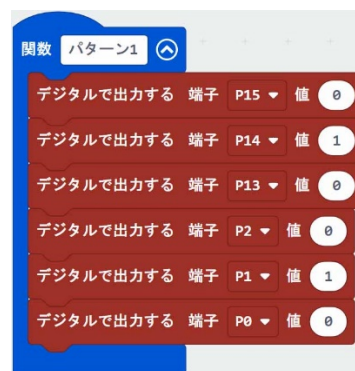 関数 パターン1
デジタルで出力する 端子 P15 値 0
デジタルで出力する 端子 P14 値 1
デジタルで出力する 端子 P13 値 0
デジタルで出力する 端子 P2 値 0
デジタルで出力する 端子 P1 値 1
デジタルで出力する 端子 P0 値 0